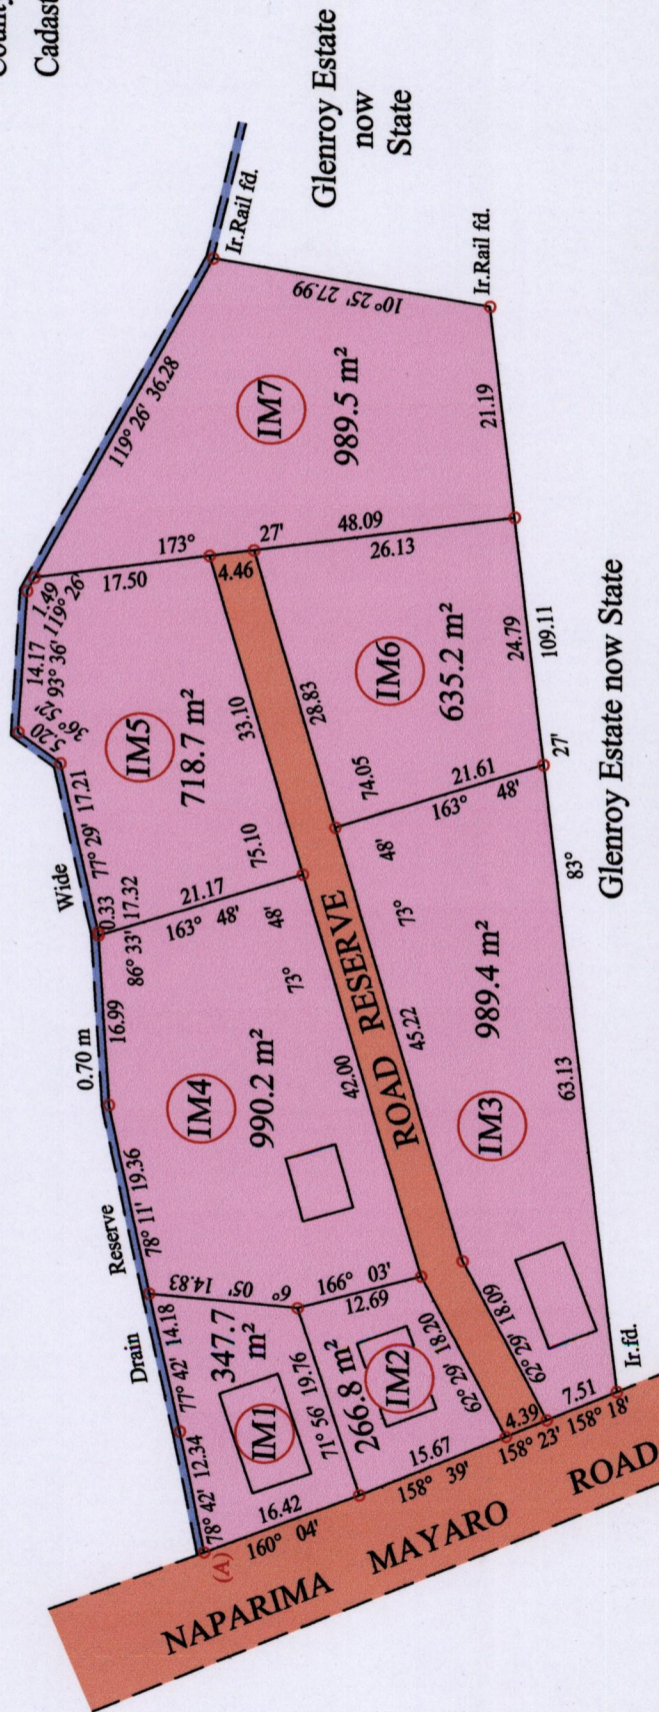 County
Cadast
Glenroy Estate
now
State
Ir.Rail fd.
Ir.Rail fd.
10° 25' 27.99
119° 26' 36.28
IM7
989.5 m²
21.19
173°
27'
48.09
17.50
4.46
26.13
1.49
119° 26'
14.17
93° 36'
5.20
36° 52'
IM5
718.7 m²
33.10
75.10
IM6
635.2 m²
28.83
74.05
24.79
109.11
27'
21.61
163° 48'
Wide
77° 29' 17.21
0.33
17.32
86° 33'
21.17
163° 48'
48'
73°
48'
73°
83°
Glenroy Estate now State
0.70 m
16.99
IM4
990.2 m²
42.00
ROAD RESERVE
45.22
IM3
989.4 m²
63.13
Reserve
78° 11' 19.36
6° 05' 14.83
166° 03'
12.69
Drain
77° 42' 14.18
347.7
m²
IM1
71° 56' 19.76
266.8 m²
IM2
62° 29' 18.20
62° 29' 18.09
78° 42' 12.34
(A)
16.42
160° 04'
15.67
158° 39'
4.39
158° 23'
7.51
158° 18'
Ir.fd.
NAPARIMA MAYARO ROAD